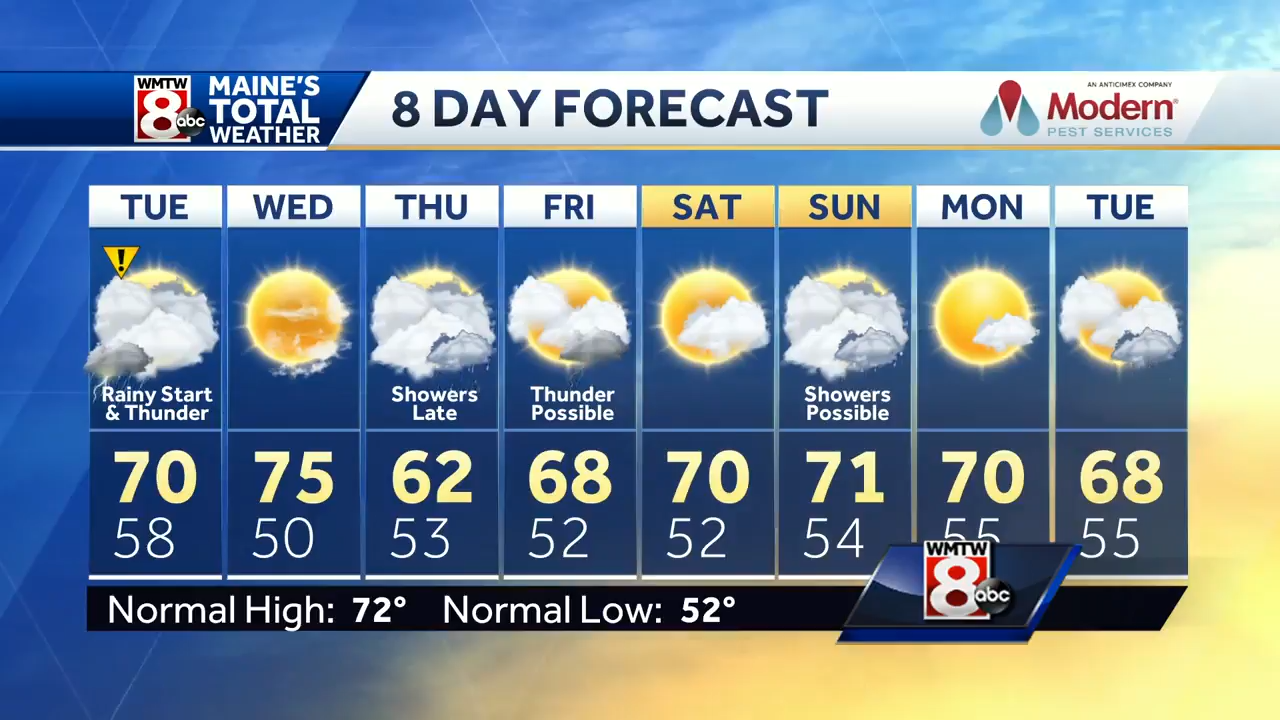 WMTW
8
abc
MAINE'S
TOTAL
WEATHER
8 DAY FORECAST
AN ANTICIMEX COMPANY
Modern®
PEST SERVICES
TUE WED THU FRI SAT SUN MON TUE
!
Rainy Start
& Thunder
Showers
Late
Thunder
Possible
Showers
Possible
70 75 62 68 70 71 70 68
58 50 53 52 52 54 55 55
Normal High: 72° Normal Low: 52°
WMTW
8
abc